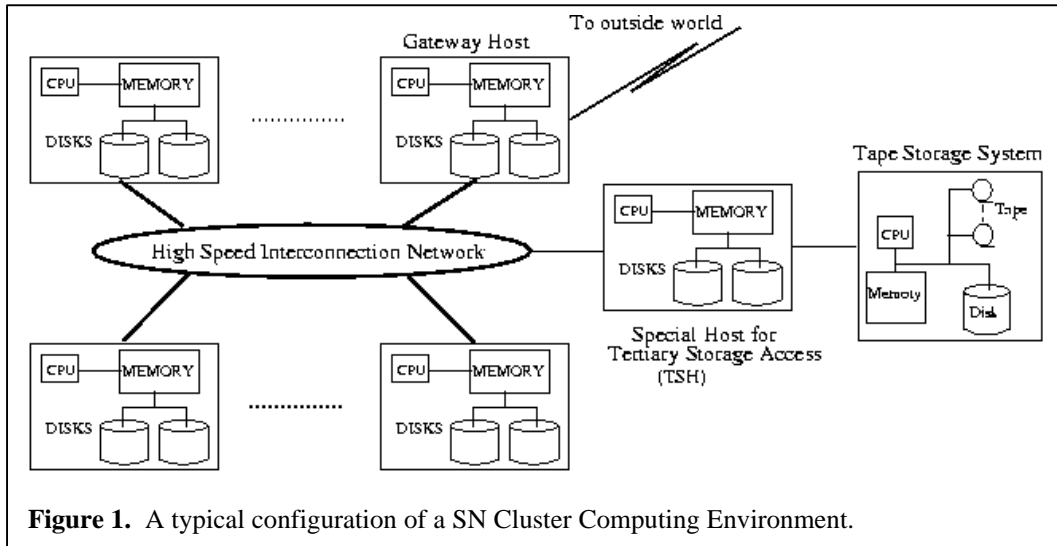 To outside world
Gateway Host
CPU
MEMORY
DISKS
CPU
MEMORY
DISKS
Tape Storage System
CPU
Tape
Memory
Disk
CPU
MEMORY
DISKS
High Speed Interconnection Network
Special Host for
Tertiary Storage Access
(TSH)
CPU
MEMORY
DISKS
CPU
MEMORY
DISKS
Figure 1. A typical configuration of a SN Cluster Computing Environment.